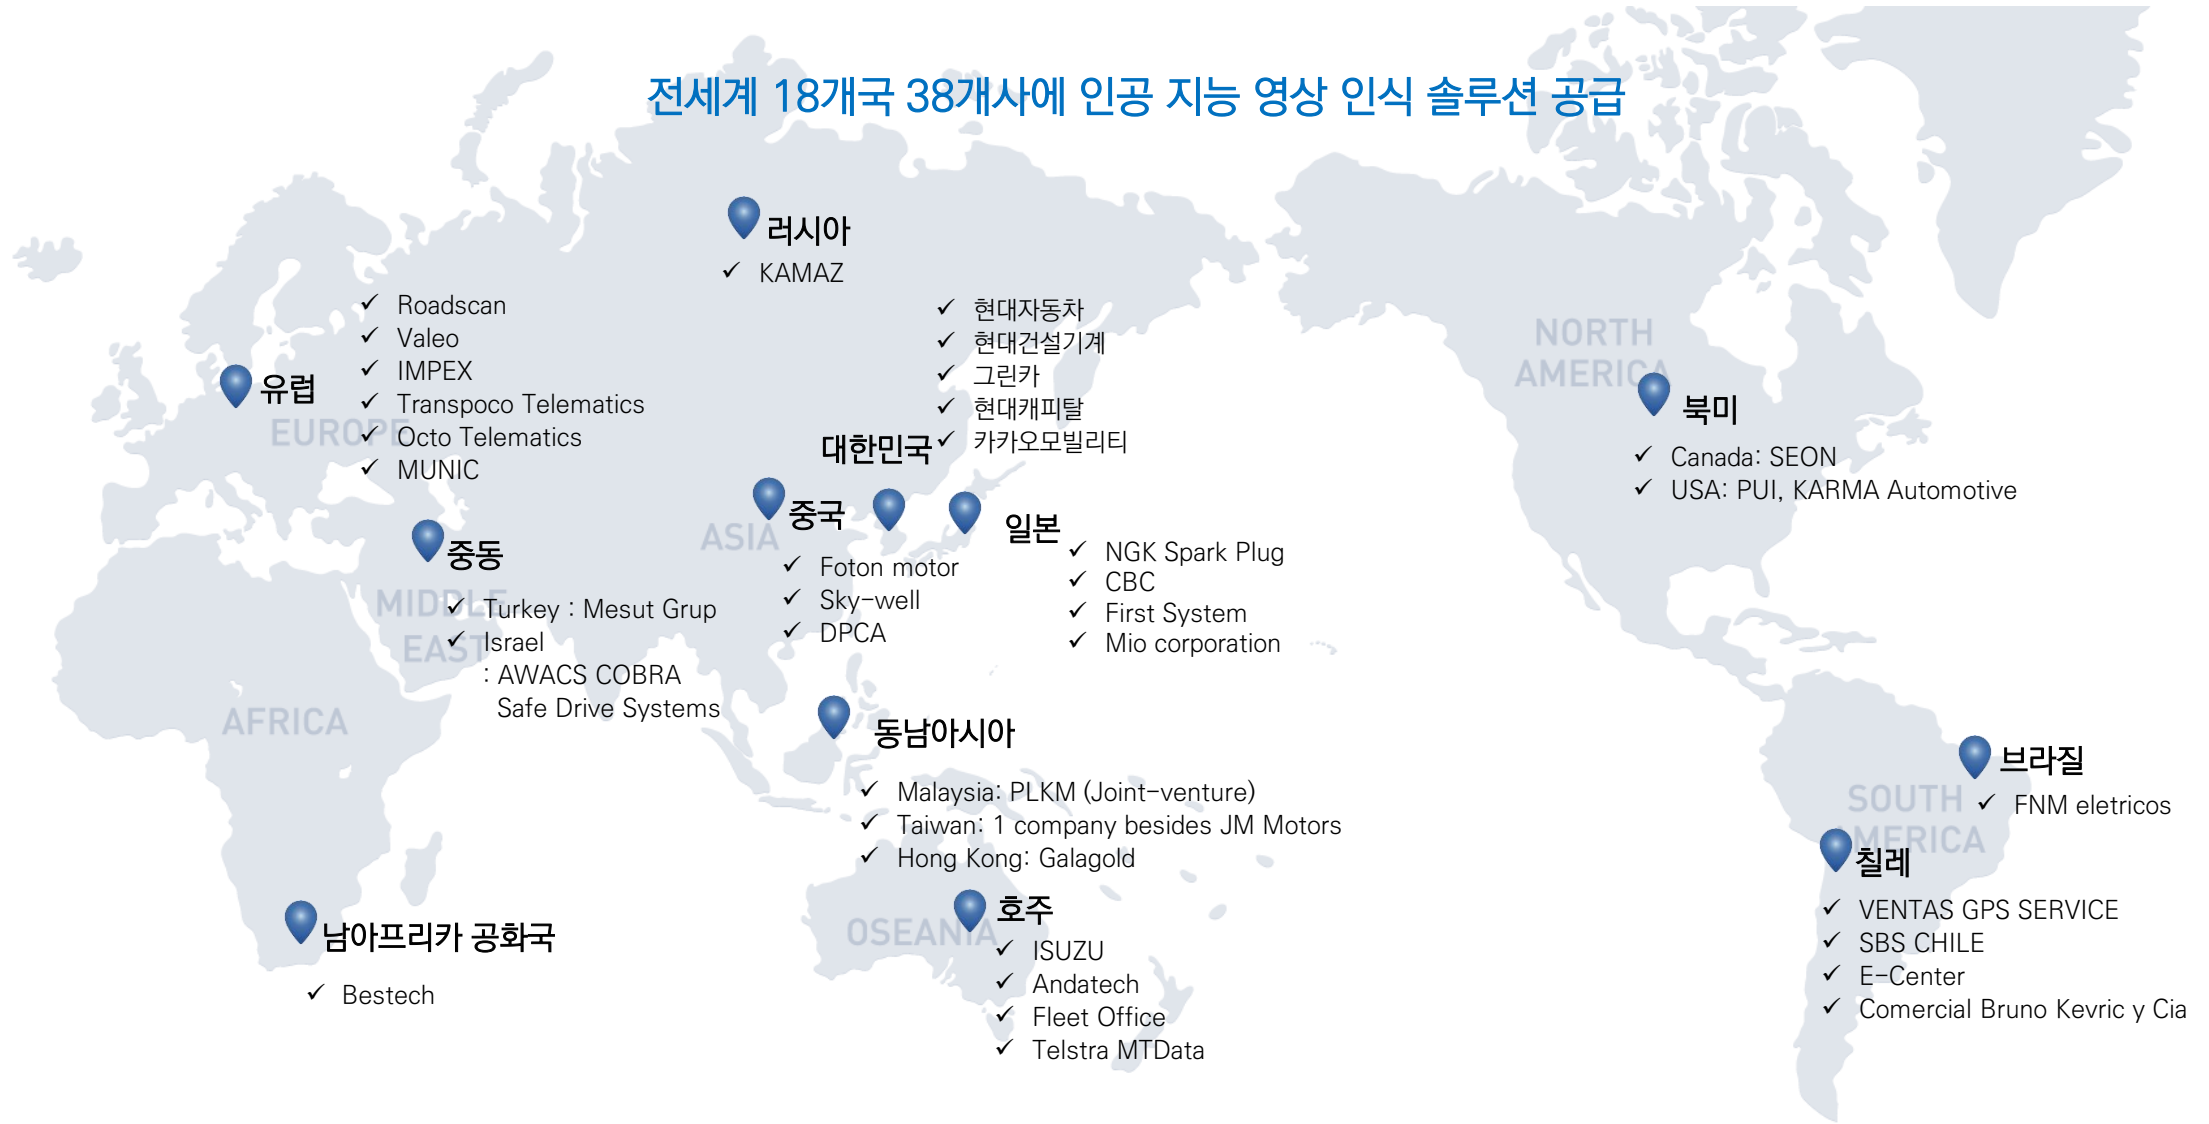 전세계 18개국 38개사에 인공 지능 영상 인식 솔루션 공급
러시아
✓ KAMAZ
유럽
EUROPE
✓ Roadscan
✓ Valeo
✓ IMPEX
✓ Transpoco Telematics
✓ Octo Telematics
✓ MUNIC
대한민국
✓ 현대자동차
✓ 현대건설기계
✓ 그린카
✓ 현대캐피탈
✓ 카카오모빌리티
NORTH
AMERICA
북미
✓ Canada: SEON
✓ USA: PUI, KARMA Automotive
중동
MIDDLE
EAST
✓ Turkey : Mesut Grup
✓ Israel
: AWACS COBRA
Safe Drive Systems
ASIA
중국
✓ Foton motor
✓ Sky-well
✓ DPCA
일본
✓ NGK Spark Plug
✓ CBC
✓ First System
✓ Mio corporation
AFRICA
동남아시아
✓ Malaysia: PLKM (Joint-venture)
✓ Taiwan: 1 company besides JM Motors
✓ Hong Kong: Galagold
브라질
✓ FNM eletricos
SOUTH
AMERICA
칠레
✓ VENTAS GPS SERVICE
✓ SBS CHILE
✓ E-Center
✓ Comercial Bruno Kevric y Cia
남아프리카 공화국
✓ Bestech
OSEANIA
호주
✓ ISUZU
✓ Andatech
✓ Fleet Office
✓ Telstra MTData